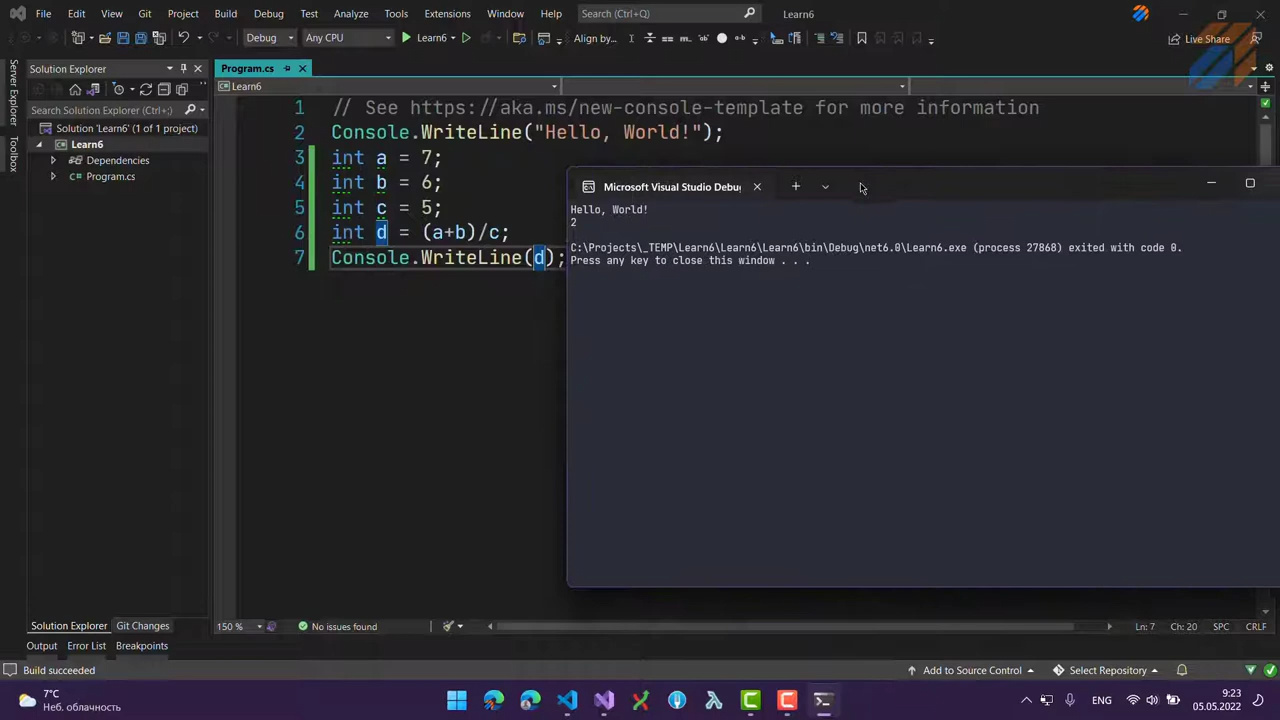 File Edit View Git Project Build Debug Test Analyze Tools Extensions Window Help Search (Ctrl+Q) Learn6
Debug Any CPU Learn6 Align by... Live Share
Server Explorer
Toolbox
Solution Explorer
Search Solution Explorer (Ctrl+;)
Solution 'Learn6' (1 of 1 project)
Learn6
Dependencies
Program.cs
Program.cs
Learn6
1 // See https://aka.ms/new-console-template for more information
2 Console.WriteLine("Hello, World!");
3 int a = 7;
4 int b = 6;
5 int c = 5;
6 int d = (a+b)/c;
7 Console.WriteLine(d);
Microsoft Visual Studio Debug
Hello, World!
2
C:\Projects\_TEMP\Learn6\Learn6\Learn6\bin\Debug\net6.0\Learn6.exe (process 27868) exited with code 0.
Press any key to close this window . . .
Solution Explorer Git Changes
150 % No issues found Ln: 7 Ch: 20 SPC CRLF
Output Error List Breakpoints
Build succeeded Add to Source Control Select Repository
7°C
Неб. облачность
ENG
9:23
05.05.2022